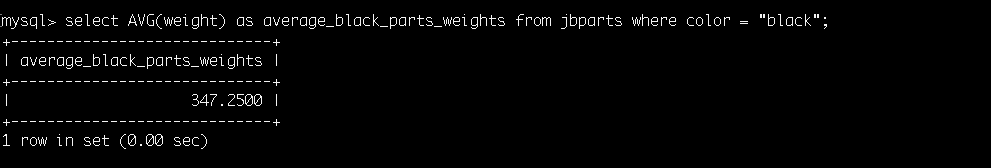 mysql> select AVG(weight) as average_black_parts_weights from jbparts where color = "black";
+-----------------------------+
| average_black_parts_weights |
+-----------------------------+
|                    347.2500 |
+-----------------------------+
1 row in set (0.00 sec)